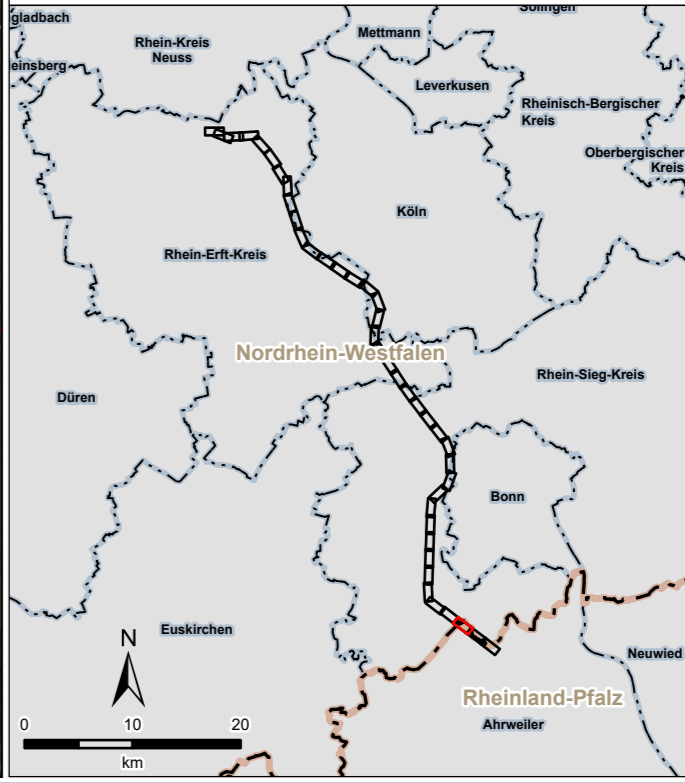 gladbach
Solingen
Mettmann
Rhein-Kreis
Neuss
einsberg
Leverkusen
Rheinisch-Bergischer
Kreis
Oberbergischer
Kreis
Köln
Rhein-Erft-Kreis
Nordrhein-Westfalen
Rhein-Sieg-Kreis
Düren
Bonn
Euskirchen
N
Neuwied
Rheinland-Pfalz
Ahrweiler
0 10 20
km